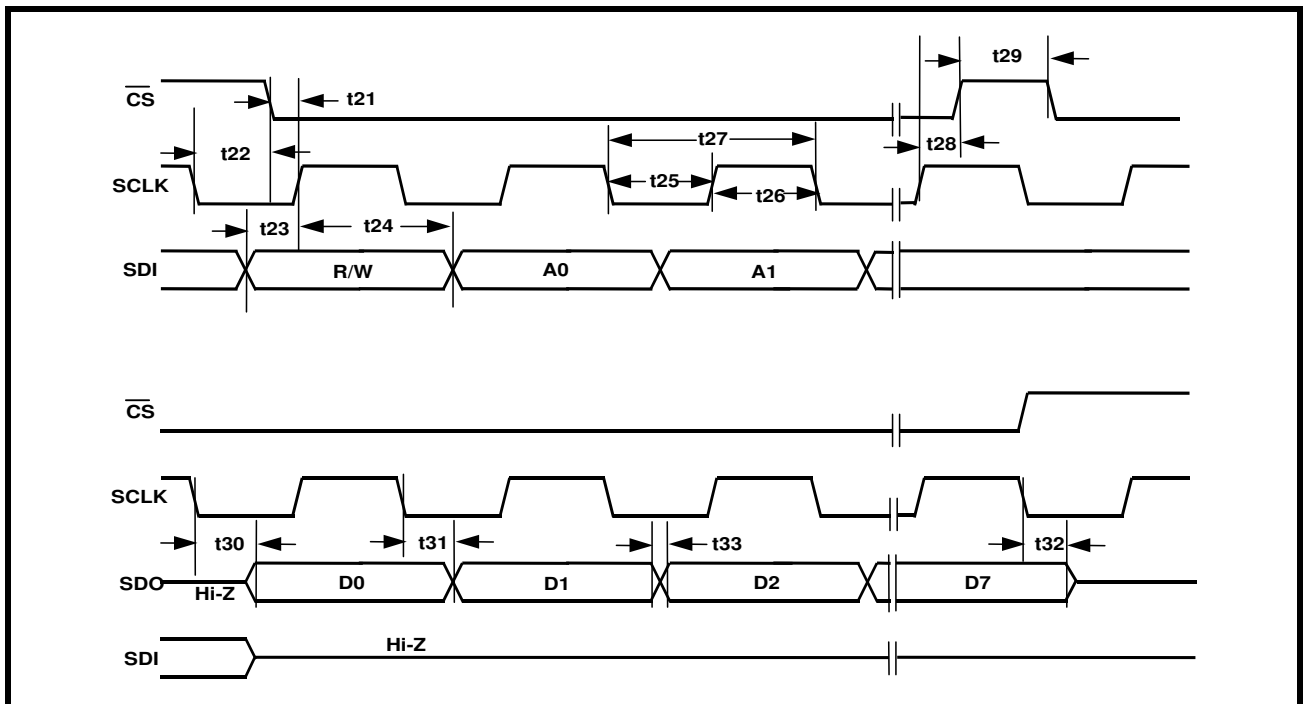 t29
CS
t21
t27
t22
t28
SCLK
t25
t26
t23
t24
SDI
R/W
A0
A1
CS
SCLK
t30
t31
t33
t32
SDO
Hi-Z
D0
D1
D2
D7
SDI
Hi-Z